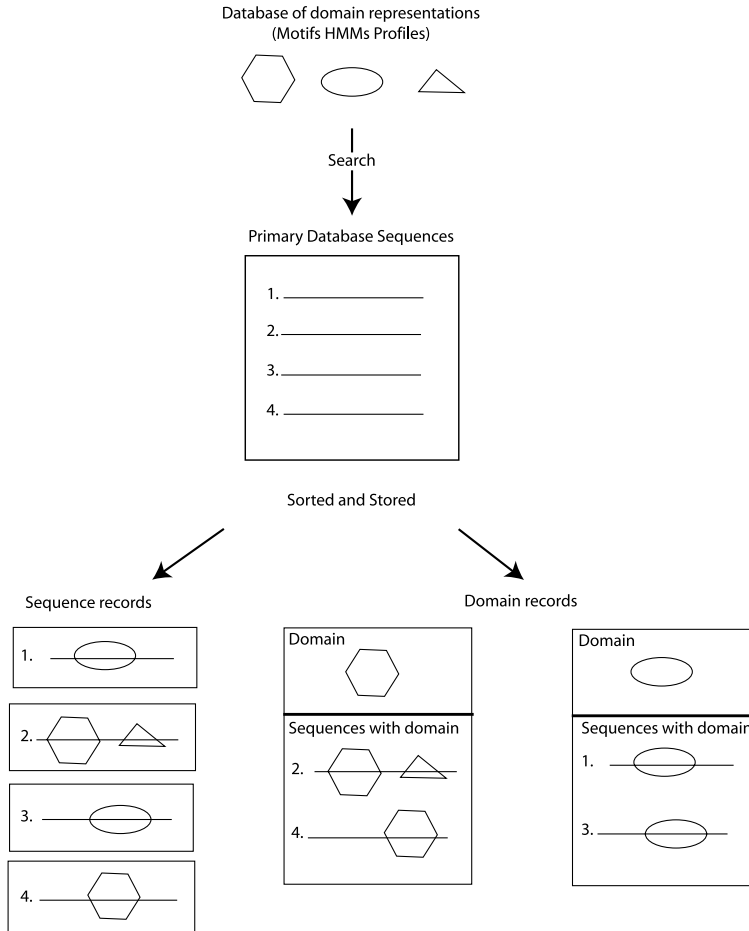 Database of domain representations
(Motifs HMMs Profiles)
Search
Primary Database Sequences
1.
2.
3.
4.
Sorted and Stored
Sequence records
1.
2.
3.
4.
Domain records
Domain
Sequences with domain
2.
4.
Domain
Sequences with domain
1.
3.